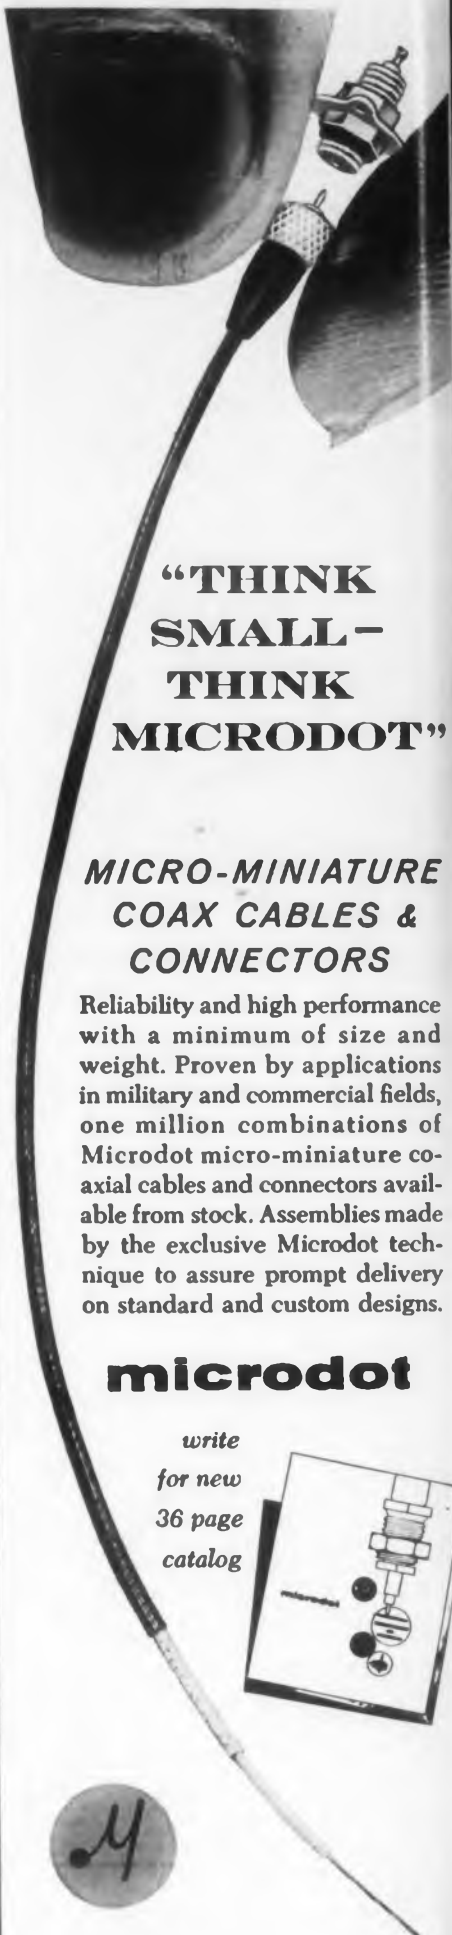 “THINK
SMALL–
THINK
MICRODOT”
MICRO-MINIATURE
COAX CABLES &
CONNECTORS
Reliability and high performance
with a minimum of size and
weight. Proven by applications
in military and commercial fields,
one million combinations of
Microdot micro-miniature co-
axial cables and connectors avail-
able from stock. Assemblies made
by the exclusive Microdot tech-
nique to assure prompt delivery
on standard and custom designs.
microdot
write
for new
36 page
catalog
microdot